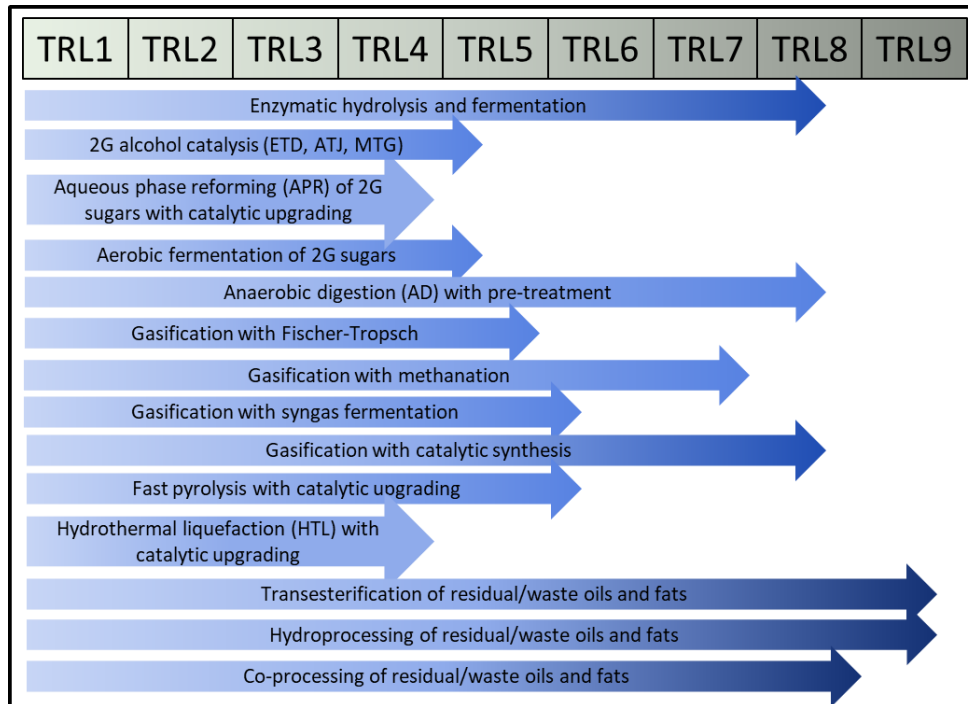 TRL1 TRL2 TRL3 TRL4 TRL5 TRL6 TRL7 TRL8 TRL9
Enzymatic hydrolysis and fermentation
2G alcohol catalysis (ETD, ATJ, MTG)
Aqueous phase reforming (APR) of 2G
sugars with catalytic upgrading
Aerobic fermentation of 2G sugars
Anaerobic digestion (AD) with pre-treatment
Gasification with Fischer-Tropsch
Gasification with methanation
Gasification with syngas fermentation
Gasification with catalytic synthesis
Fast pyrolysis with catalytic upgrading
Hydrothermal liquefaction (HTL) with
catalytic upgrading
Transesterification of residual/waste oils and fats
Hydroprocessing of residual/waste oils and fats
Co-processing of residual/waste oils and fats